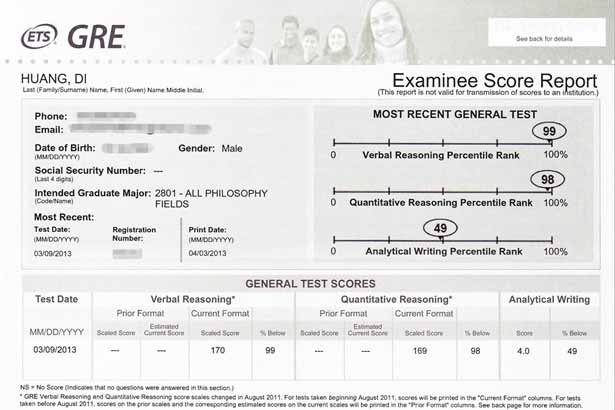 ETS GRE
See back for details
HUANG, DI
Last (Family/Surname) Name, First (Given) Name Middle Initial.
Examinee Score Report
(This report is not valid for transmission of scores to an institution.)
Phone:
Email:
Date of Birth: Gender: Male
(MM/DD/YYYY)
Social Security Number: ---
(Last 4 digits)
Intended Graduate Major: 2801 - ALL PHILOSOPHY
(Code/Name) FIELDS
Most Recent:
Test Date: Registration Print Date:
(MM/DD/YYYY) Number: (MM/DD/YYYY)
03/09/2013 04/03/2013
MOST RECENT GENERAL TEST
99
0 Verbal Reasoning Percentile Rank 100%
98
0 Quantitative Reasoning Percentile Rank 100%
49
0 Analytical Writing Percentile Rank 100%
GENERAL TEST SCORES
Test Date Verbal Reasoning* Quantitative Reasoning* Analytical Writing
Prior Format Current Format Prior Format Current Format
MM/DD/YYYY Scaled Score Estimated Current Score Scaled Score % Below Scaled Score Estimated Current Score Scaled Score % Below Score % Below
03/09/2013 --- --- 170 99 --- --- 169 98 4.0 49
NS = No Score (Indicates that no questions were answered in this section.)
* GRE Verbal Reasoning and Quantitative Reasoning score scales changed in August 2011. For tests taken beginning August 2011, scores will be printed in the "Current Format" columns. For tests
taken before August 2011, scores on the prior scales and the corresponding estimated scores on the current scales will be printed in the "Prior Format" columns. See back page for more information.